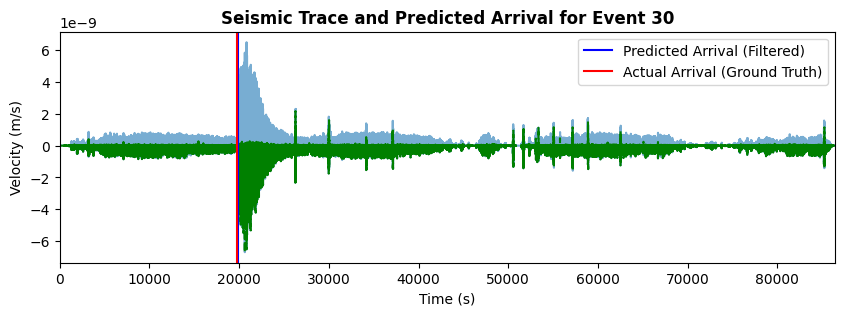 Seismic Trace and Predicted Arrival for Event 30
1e−9
6
4
2
0
−2
−4
−6
Velocity (m/s)
Predicted Arrival (Filtered)
Actual Arrival (Ground Truth)
0 10000 20000 30000 40000 50000 60000 70000 80000
Time (s)